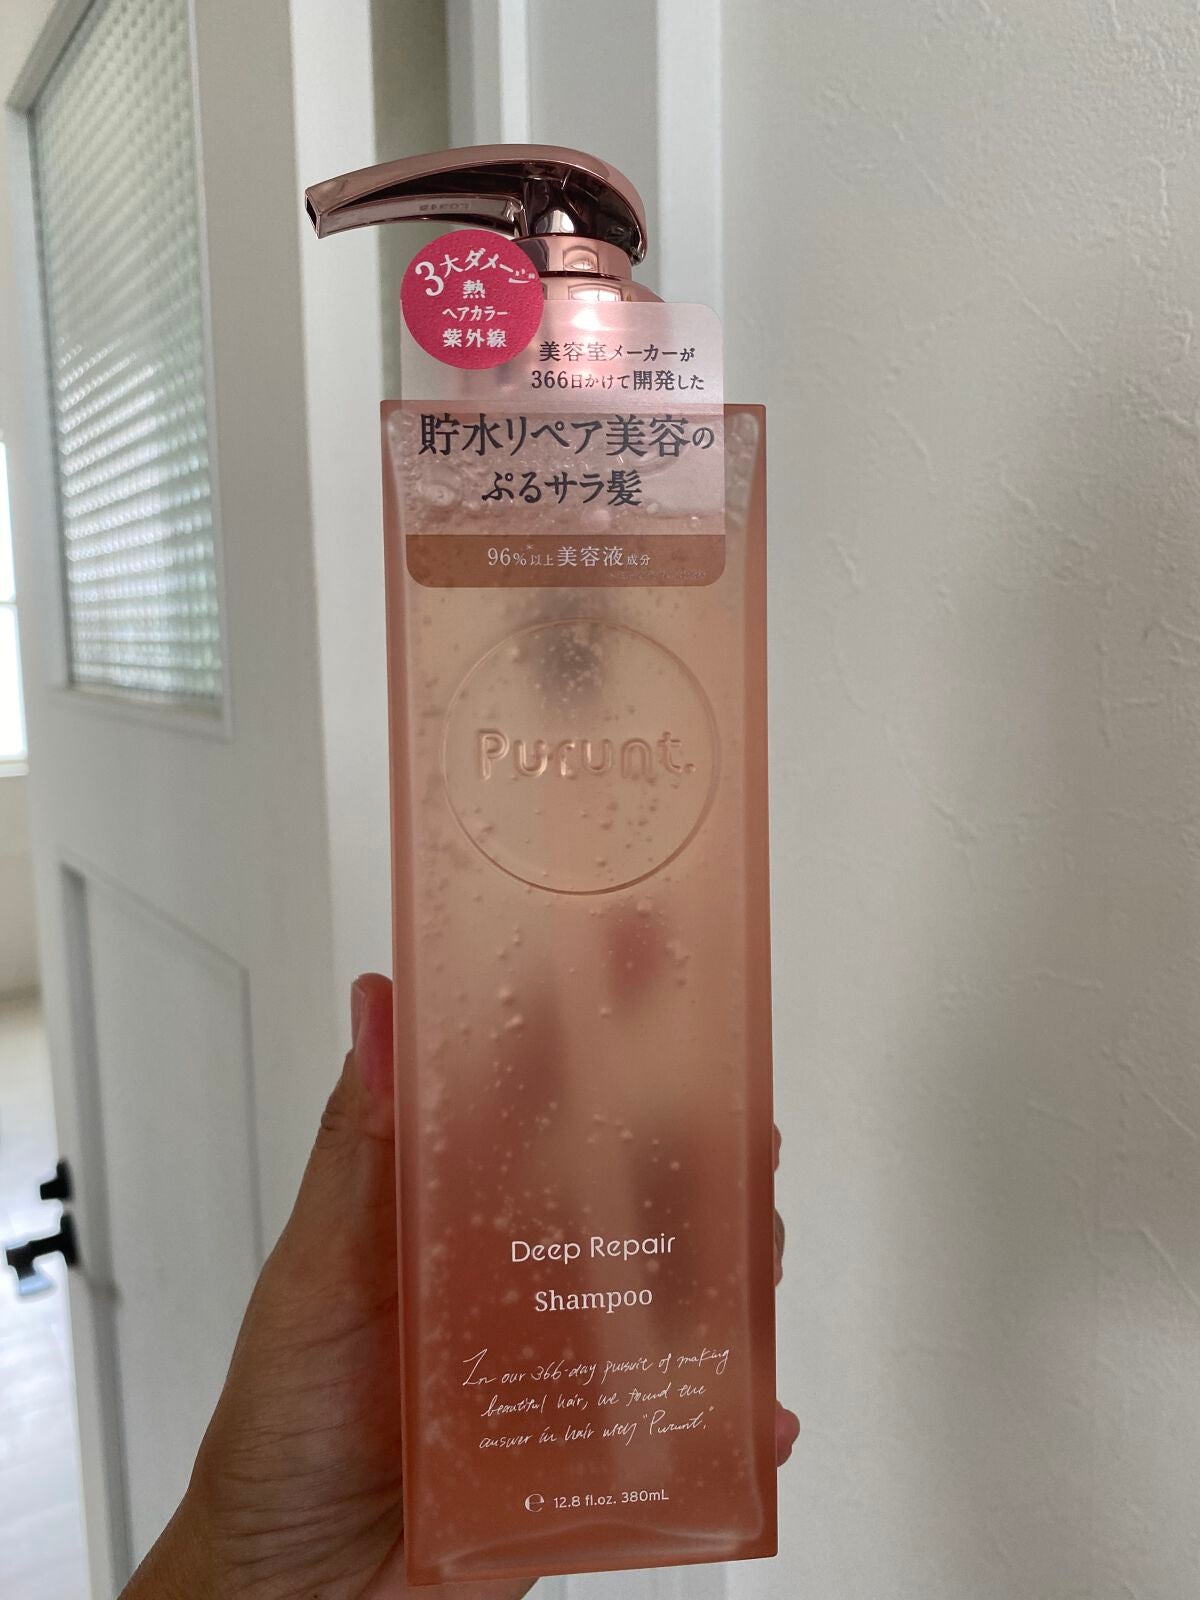 3大ダメージ
熱
ヘアカラー
紫外線
美容室メーカーが
366日かけて開発した
貯水リペア美容の
ぷるサラ髪
96%*以上美容液成分
Purunt.
Deep Repair
Shampoo
In our 366-day pursuit of making
beautiful hair, we found the
answer in hair "Purunt."
℮ 12.8 fl.oz. 380mL